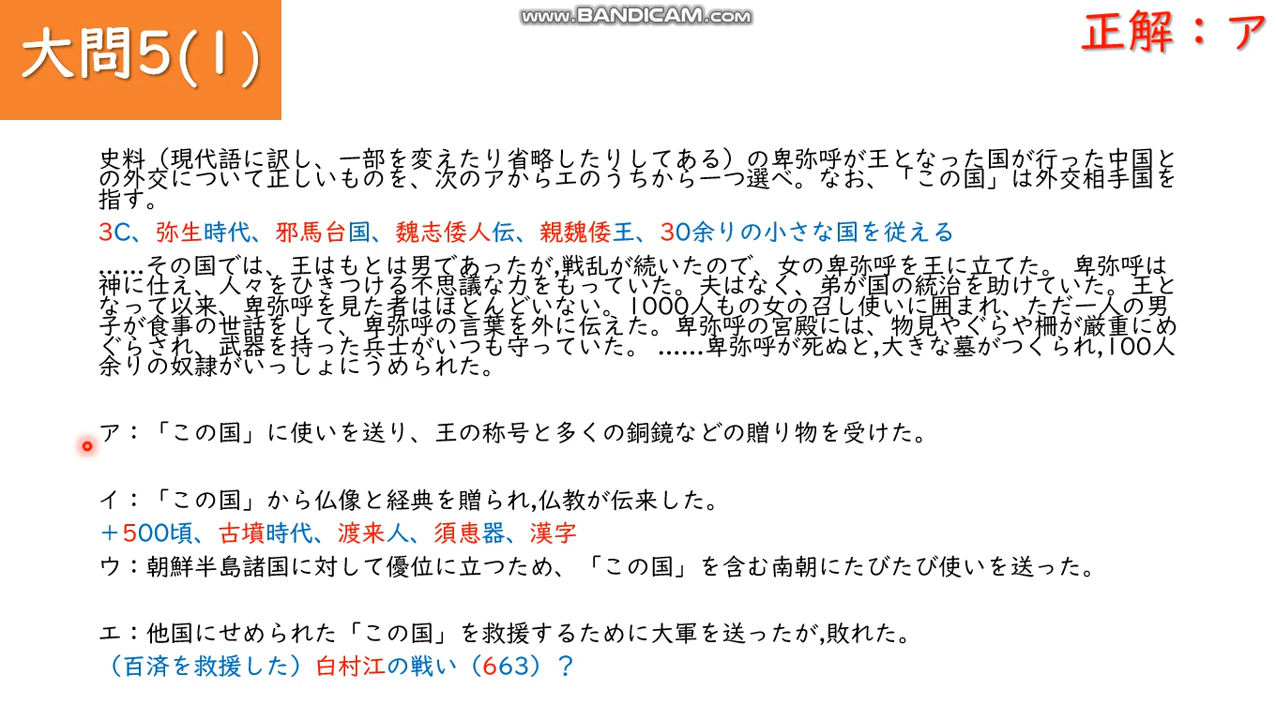 www.BANDICAM.com
大問5(1)
正解：ア
史料（現代語に訳し、一部を変えたり省略したりしてある）の卑弥呼が王となった国が行った中国と
の外交について正しいものを、次のアからエのうちから一つ選べ。なお、「この国」は外交相手国を
指す。
3C、弥生時代、邪馬台国、魏志倭人伝、親魏倭王、30余りの小さな国を従える
……その国では、王はもとは男であったが,戦乱が続いたので、女の卑弥呼を王に立てた。 卑弥呼は
神に仕え、人々をひきつける不思議な力をもっていた。夫はなく、弟が国の統治を助けていた。王と
なって以来、卑弥呼を見た者はほとんどいない。1000人もの女の召し使いに囲まれ、ただ一人の男
子が食事の世話をして、卑弥呼の言葉を外に伝えた。卑弥呼の宮殿には、物見やぐらや柵が厳重にめ
ぐらされ、武器を持った兵士がいつも守っていた。 ……卑弥呼が死ぬと,大きな墓がつくられ,100人
余りの奴隷がいっしょにうめられた。
ア：「この国」に使いを送り、王の称号と多くの銅鏡などの贈り物を受けた。
イ：「この国」から仏像と経典を贈られ,仏教が伝来した。
＋500頃、古墳時代、渡来人、須恵器、漢字
ウ：朝鮮半島諸国に対して優位に立つため、「この国」を含む南朝にたびたび使いを送った。
エ：他国にせめられた「この国」を救援するために大軍を送ったが,敗れた。
（百済を救援した）白村江の戦い（663）？